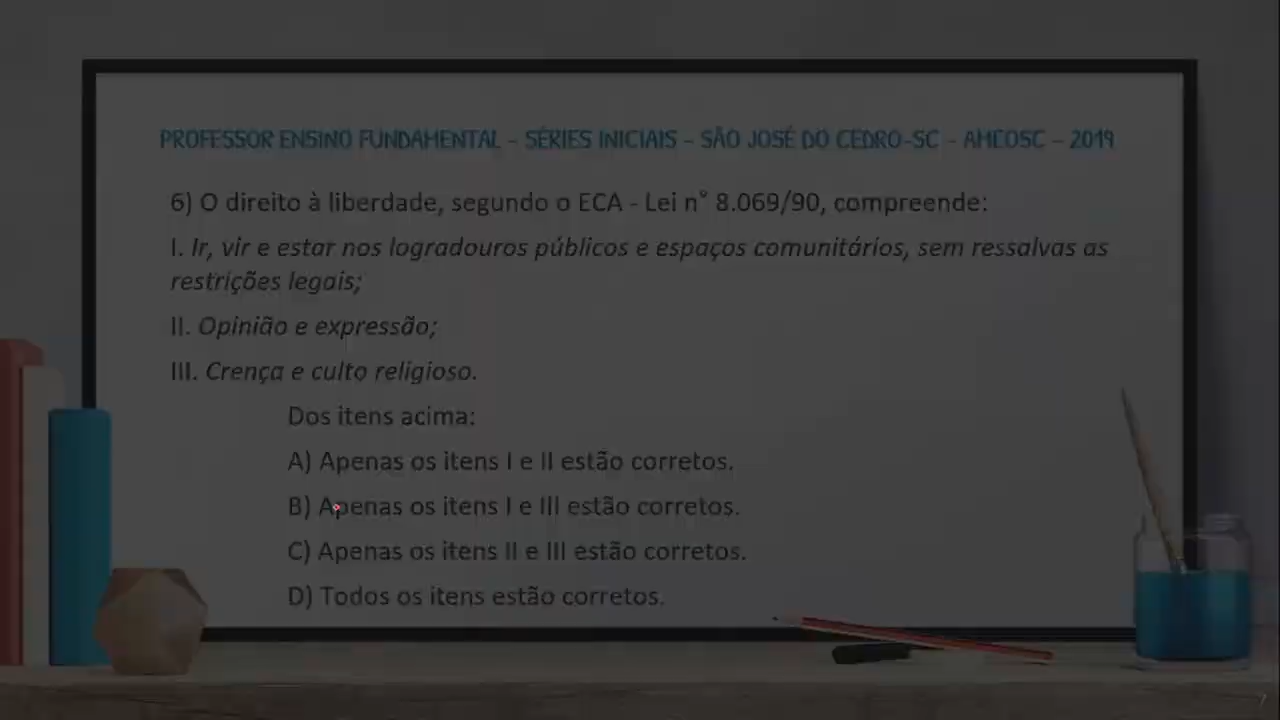 PROFESSOR ENSINO FUNDAMENTAL – SÉRIES INICIAIS – SÃO JOSÉ DO CEDRO-SC - AMEOSC – 2019
6) O direito à liberdade, segundo o ECA - Lei n° 8.069/90, compreende:
I. Ir, vir e estar nos logradouros públicos e espaços comunitários, sem ressalvas as
restrições legais;
II. Opinião e expressão;
III. Crença e culto religioso.
Dos itens acima:
A) Apenas os itens I e II estão corretos.
B) Apenas os itens I e III estão corretos.
C) Apenas os itens II e III estão corretos.
D) Todos os itens estão corretos.